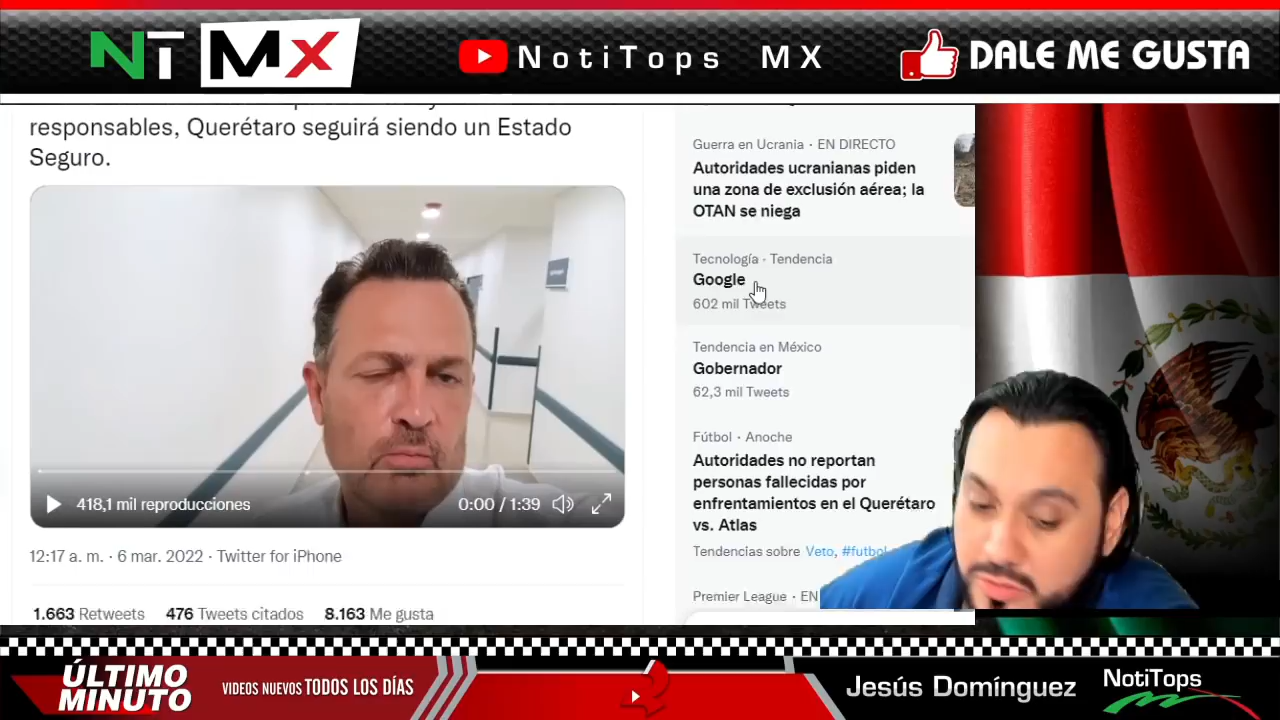 NT MX
NotiTops MX
DALE ME GUSTA
responsables, Querétaro seguirá siendo un Estado
Seguro.
418,1 mil reproducciones
0:00 / 1:39
12:17 a. m. · 6 mar. 2022 · Twitter for iPhone
1.663 Retweets 476 Tweets citados 8.163 Me gusta
Guerra en Ucrania · EN DIRECTO
Autoridades ucranianas piden
una zona de exclusión aérea; la
OTAN se niega
Tecnología · Tendencia
Google
602 mil Tweets
Tendencia en México
Gobernador
62,3 mil Tweets
Fútbol · Anoche
Autoridades no reportan
personas fallecidas por
enfrentamientos en el Querétaro
vs. Atlas
Tendencias sobre Veto, #futbol
Premier League · EN
ÚLTIMO
MINUTO
VIDEOS NUEVOS TODOS LOS DÍAS
Jesús Domínguez
NotiTops